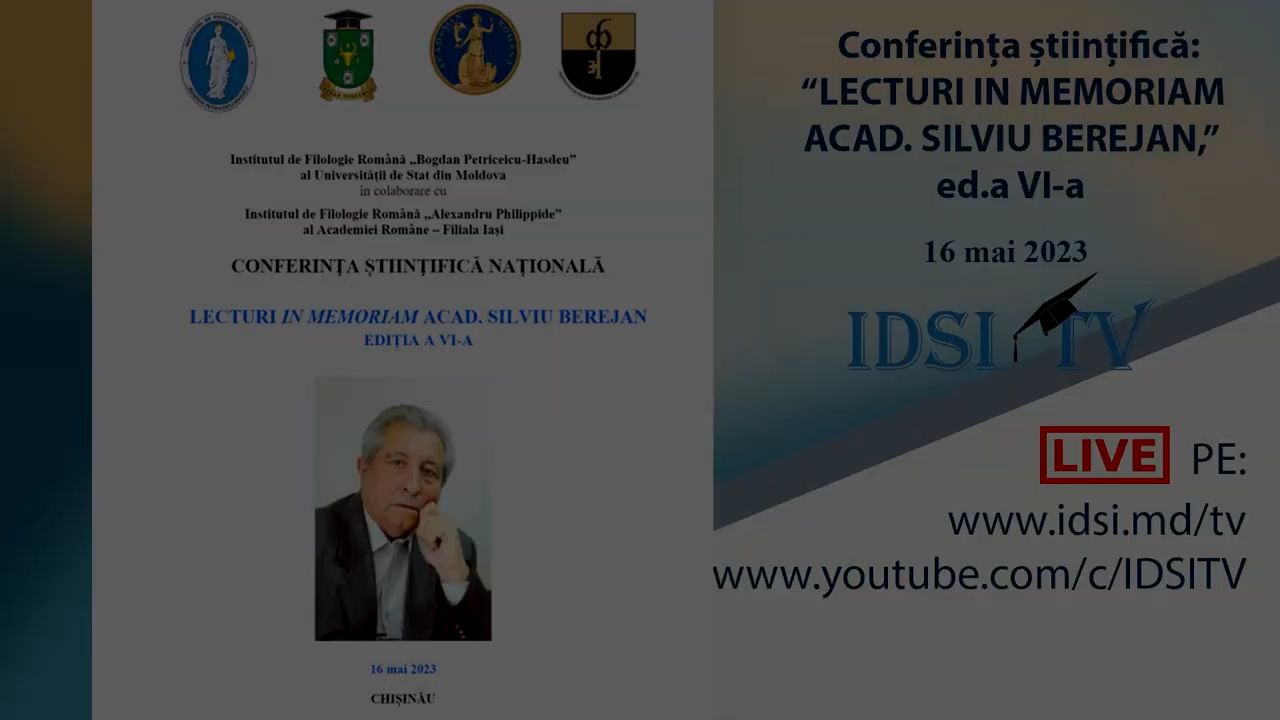 Institutul de Filologie Română „Bogdan Petriceicu-Hasdeu”
al Universității de Stat din Moldova
în colaborare cu
Institutul de Filologie Română „Alexandru Philippide”
al Academiei Române – Filiala Iași
CONFERINȚA ȘTIINȚIFICĂ NAȚIONALĂ
LECTURI IN MEMORIAM ACAD. SILVIU BEREJAN
EDIȚIA A VI-A
16 mai 2023
CHIȘINĂU
Conferința științifică:
“LECTURI IN MEMORIAM
ACAD. SILVIU BEREJAN,”
ed.a VI-a
16 mai 2023
IDSI TV
LIVE PE:
www.idsi.md/tv
www.youtube.com/c/IDSITV